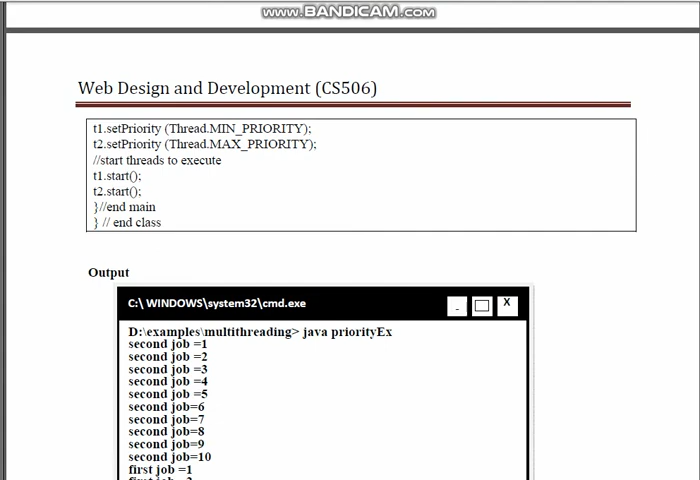 www.BANDICAM.com
Web Design and Development (CS506)
t1.setPriority (Thread.MIN_PRIORITY);
t2.setPriority (Thread.MAX_PRIORITY);
//start threads to execute
t1.start();
t2.start();
}//end main
} // end class
Output
C:\ WINDOWS\system32\cmd.exe
D:\examples\multithreading> java priorityEx
second job =1
second job =2
second job =3
second job =4
second job =5
second job=6
second job=7
second job=8
second job=9
second job=10
first job =1